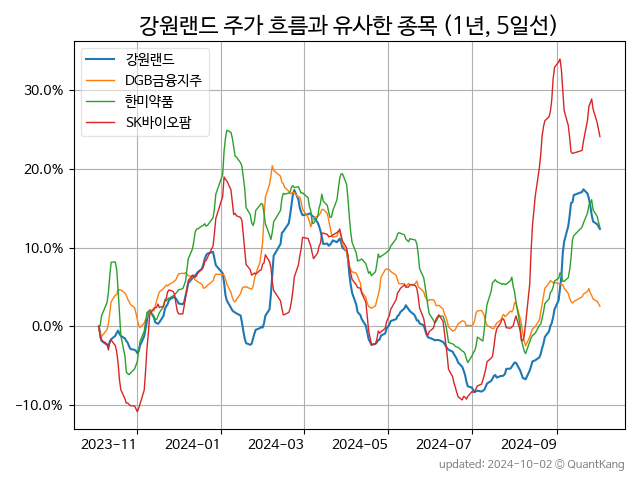 강원랜드 주가 흐름과 유사한 종목 (1년, 5일선)
강원랜드
DGB금융지주
한미약품
SK바이오팜
30.0%
20.0%
10.0%
0.0%
−10.0%
2023-11 2024-01 2024-03 2024-05 2024-07 2024-09
updated: 2024-10-02 © QuantKang